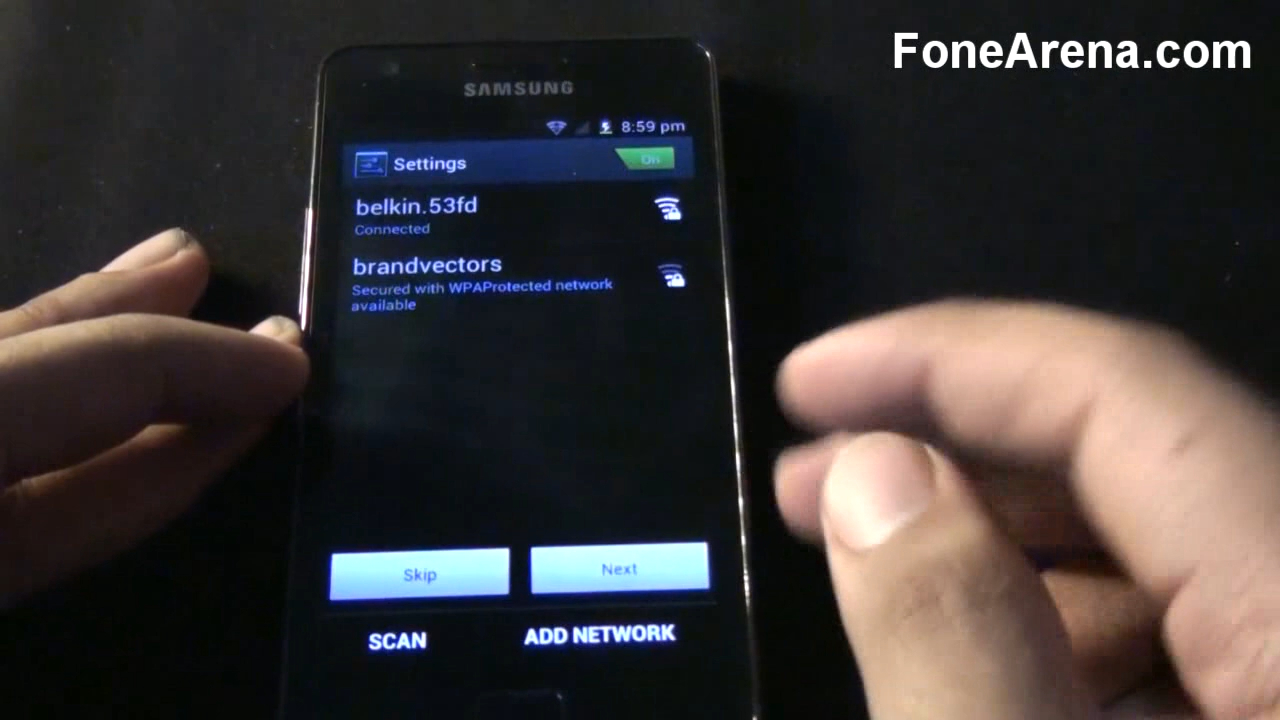 FoneArena.com
SAMSUNG
8:59 pm
Settings
On
belkin.53fd
Connected
brandvectors
Secured with WPAProtected network
available
Skip
Next
SCAN
ADD NETWORK